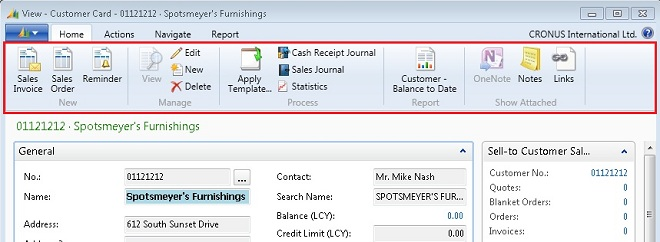 View - Customer Card - 01121212 · Spotsmeyer's Furnishings
Home Actions Navigate Report CRONUS International Ltd.
Sales Invoice
Sales Order
Reminder
New
View
Edit
New
Delete
Manage
Apply Template...
Cash Receipt Journal
Sales Journal
Statistics
Process
Customer - Balance to Date
Report
OneNote
Notes
Links
Show Attached
01121212 · Spotsmeyer's Furnishings
General
No.: 01121212 ...
Name: Spotsmeyer's Furnishings
Address: 612 South Sunset Drive
Contact: Mr. Mike Nash
Search Name: SPOTSMEYER'S FUR...
Balance (LCY): 0.00
Credit Limit (LCY): 0.00
Sell-to Customer Sal...
Customer No.: 01121212
Quotes: 0
Blanket Orders: 0
Orders: 0
Invoices: 0